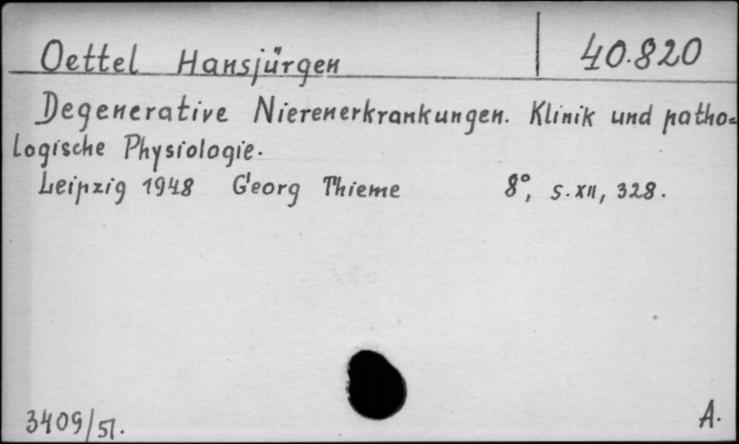 Oettel Hansjürgen 40.820
Degenerative Nierenerkrankungen. Klinik und patho=
logische Physiologie.
Leipzig 1948 Georg Thieme 8°, S. XII, 328.
3409/51.
A.